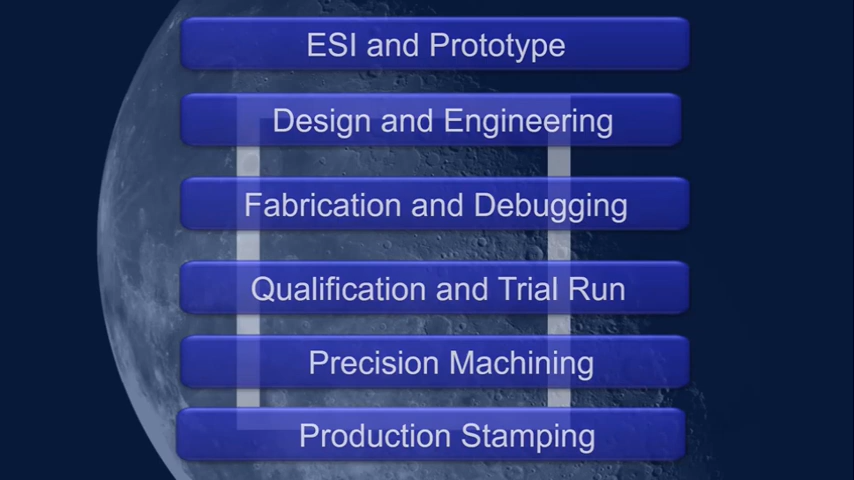 ESI and Prototype
Design and Engineering
Fabrication and Debugging
Qualification and Trial Run
Precision Machining
Production Stamping